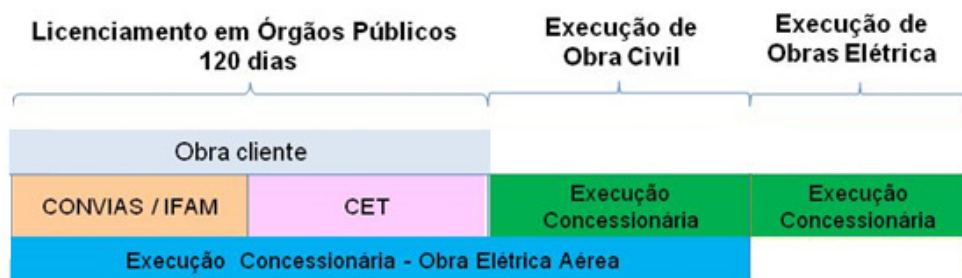 Licenciamento em Órgãos Públicos
120 dias
Execução de
Obra Civil
Execução de
Obras Elétrica
Obra cliente
CONVIAS / IFAM
CET
Execução
Concessionária
Execução
Concessionária
Execução Concessionária - Obra Elétrica Aérea